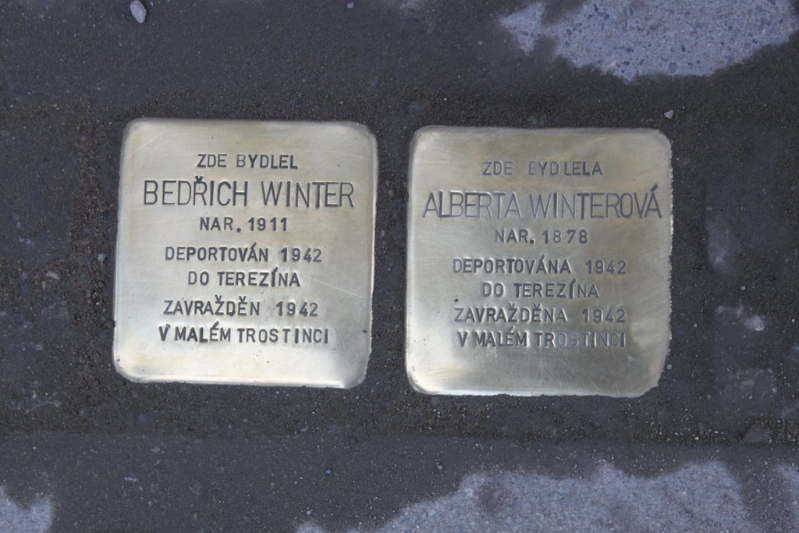 ZDE BYDLEL
BEDŘICH WINTER
NAR. 1911
DEPORTOVÁN 1942
DO TEREZÍNA
ZAVRAŽDĚN 1942
V MALÉM TROSTINCI
ZDE BYDLELA
ALBERTA WINTEROVÁ
NAR. 1878
DEPORTOVÁNA 1942
DO TEREZÍNA
ZAVRAŽDĚNA 1942
V MALÉM TROSTINCI